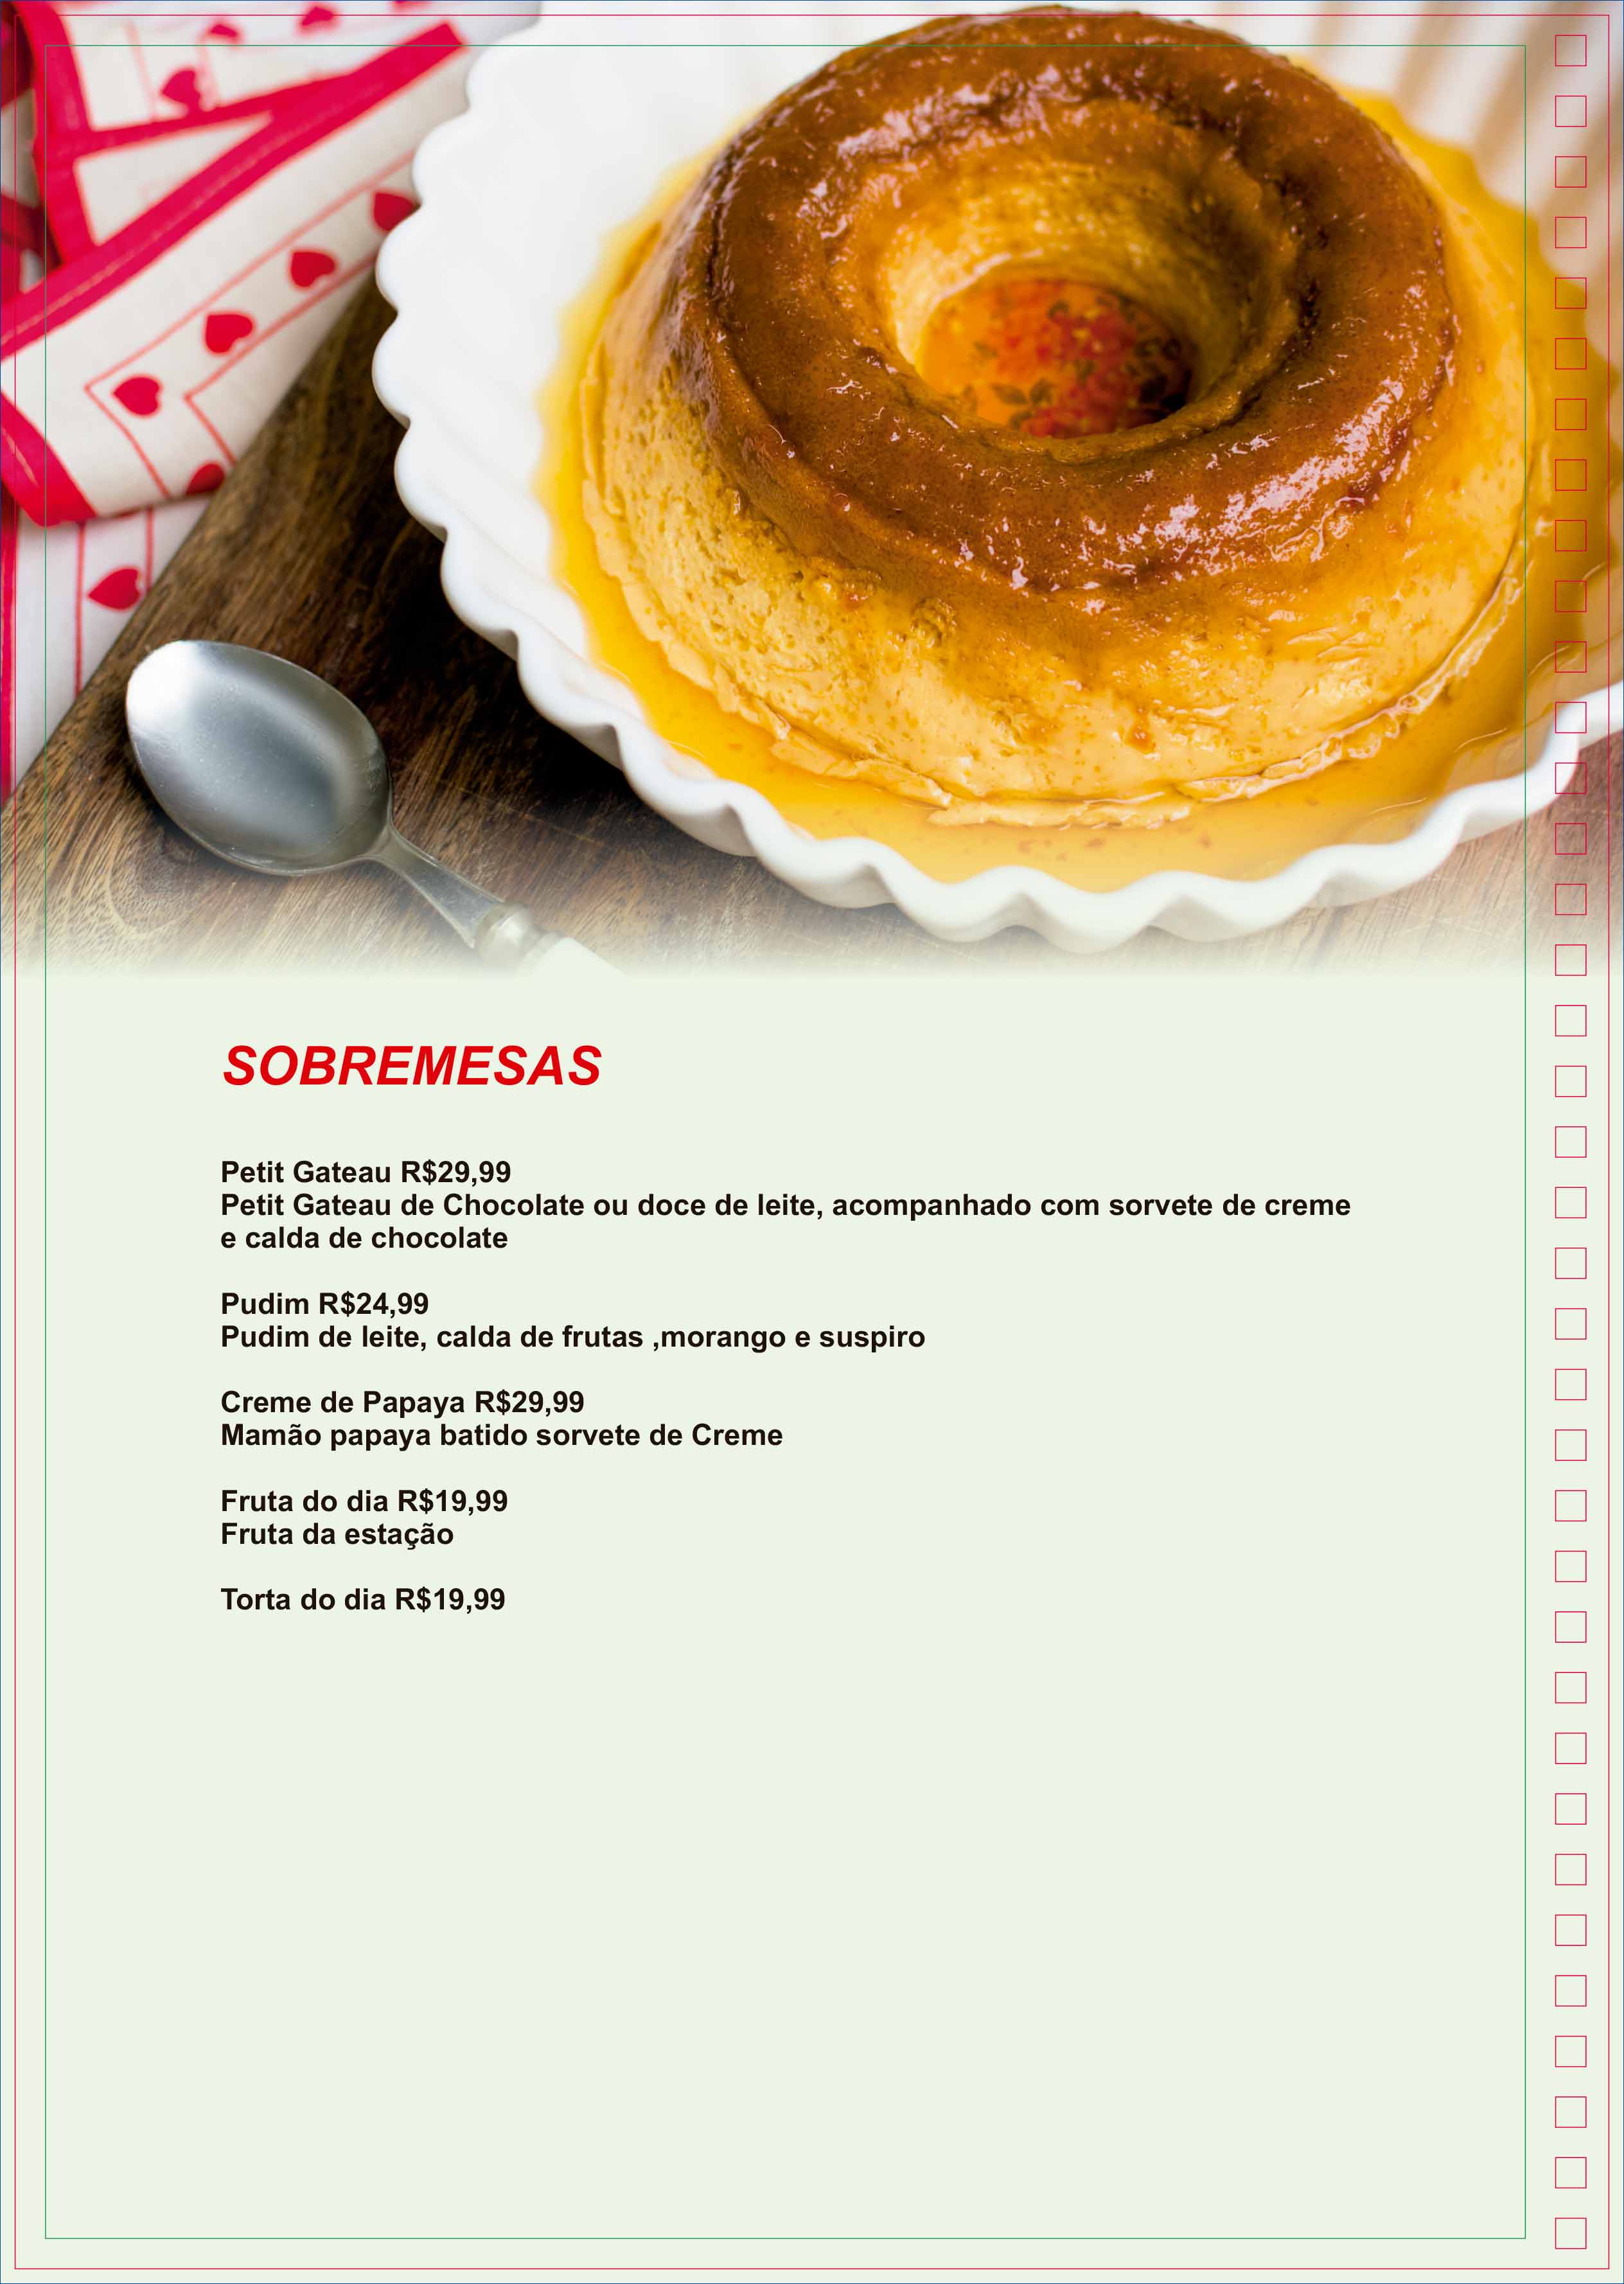 SOBREMESAS
Petit Gateau R$29,99
Petit Gateau de Chocolate ou doce de leite, acompanhado com sorvete de creme
e calda de chocolate
Pudim R$24,99
Pudim de leite, calda de frutas ,morango e suspiro
Creme de Papaya R$29,99
Mamão papaya batido sorvete de Creme
Fruta do dia R$19,99
Fruta da estação
Torta do dia R$19,99